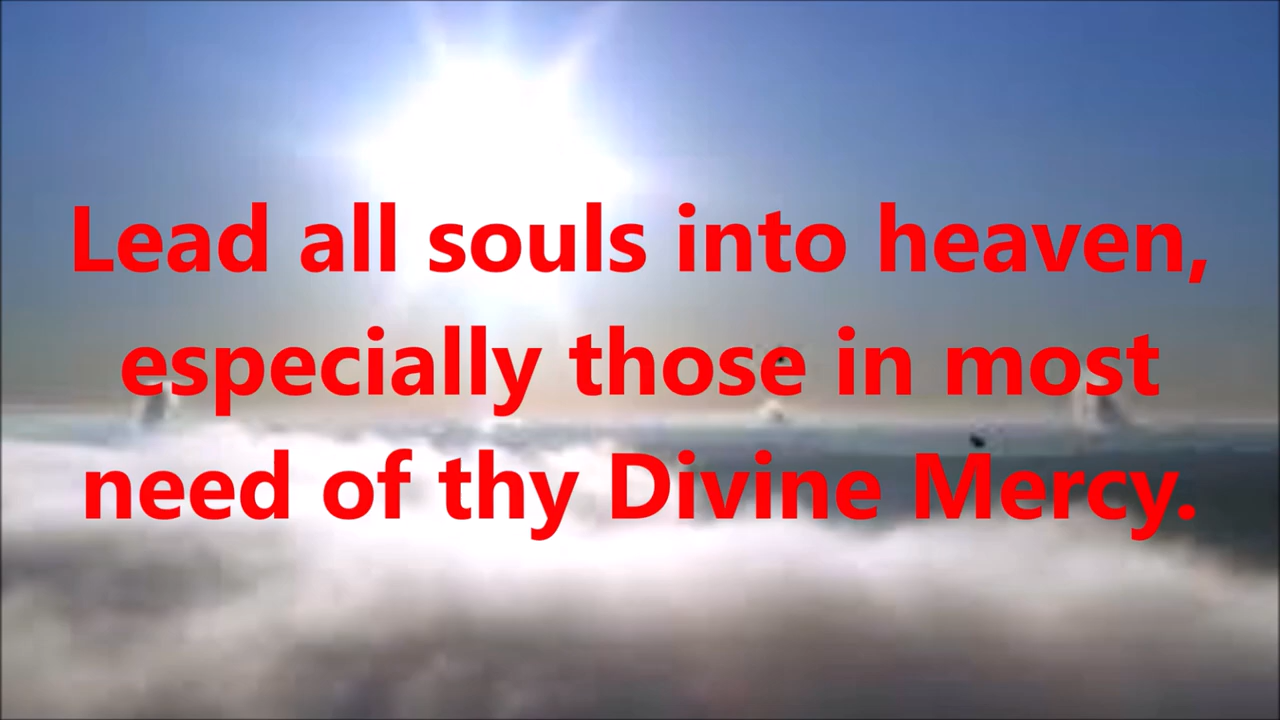 Lead all souls into heaven,
especially those in most
need of thy Divine Mercy.